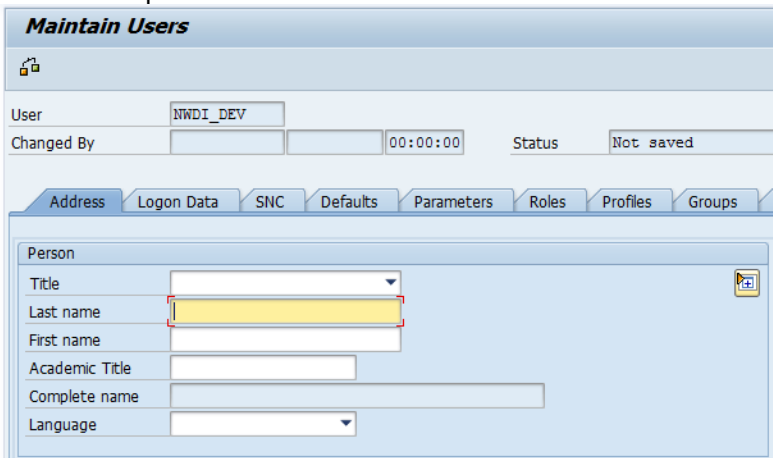 Maintain Users
User NWDI_DEV
Changed By 00:00:00 Status Not saved
Address Logon Data SNC Defaults Parameters Roles Profiles Groups
Person
Title
Last name
First name
Academic Title
Complete name
Language